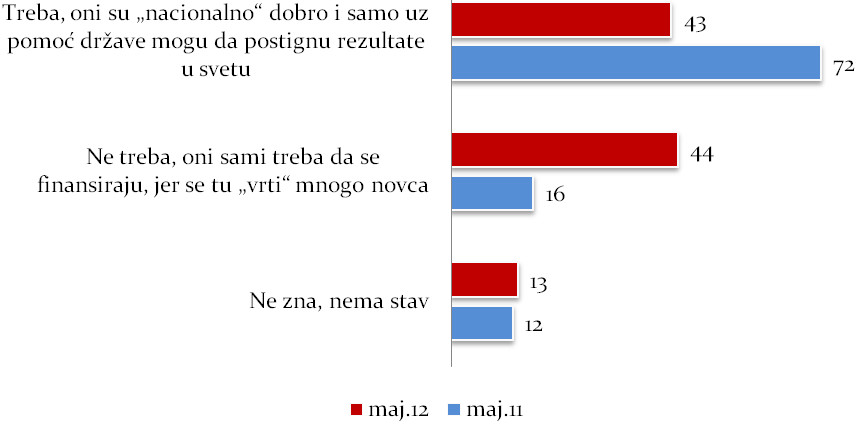 Treba, oni su „nacionalno“ dobro i samo uz
pomoć države mogu da postignu rezultate
u svetu
43
72
Ne treba, oni sami treba da se
finansiraju, jer se tu „vrti“ mnogo novca
44
16
Ne zna, nema stav
13
12
maj.12 maj.11